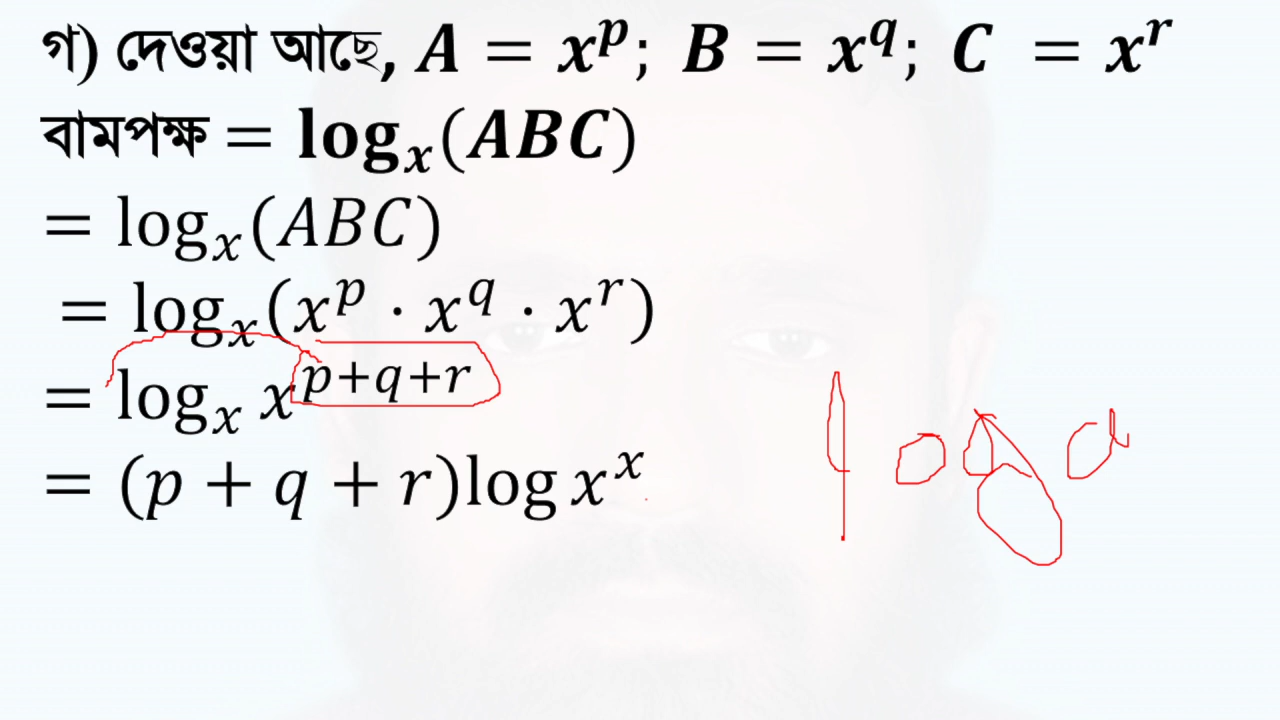 গ) দেওয়া আছে, A = x^p; B = x^q; C = x^r
বামপক্ষ = log_x(ABC)
= log_x(ABC)
= log_x(x^p · x^q · x^r)
= log_x x^{p+q+r}
= (p + q + r)log x^x
log